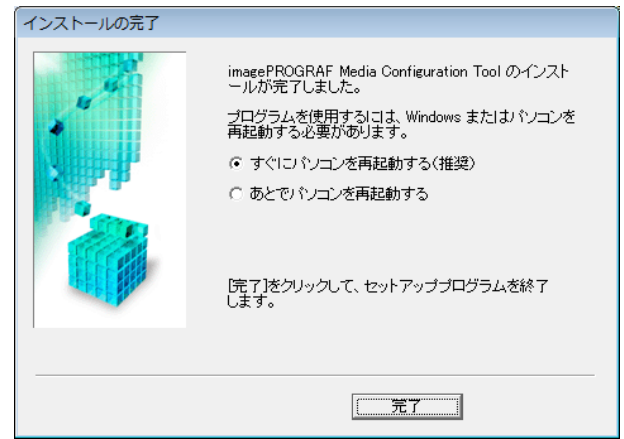 インストールの完了
imagePROGRAF Media Configuration Tool のインスト
ールが完了しました。
プログラムを使用するには、Windows またはパソコンを
再起動する必要があります。
すぐにパソコンを再起動する(推奨)
あとでパソコンを再起動する
[完了]をクリックして、セットアッププログラムを終了
します。
完了